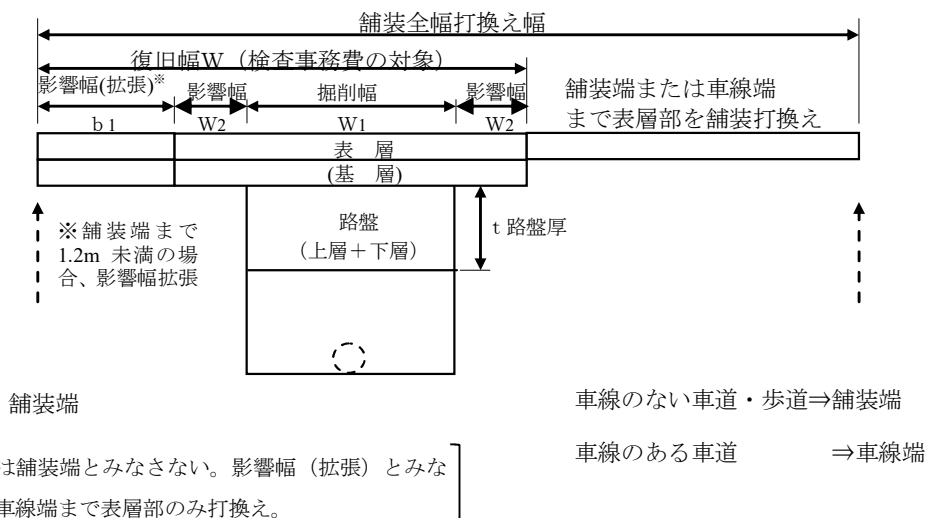 舗装全幅打換え幅
復旧幅W（検査事務費の対象）
影響幅(拡張)※
影響幅
掘削幅
影響幅
舗装端または車線端
まで表層部を舗装打換え
b1
W2
W1
W2
表　層
(基　層)
路盤
（上層＋下層）
t 路盤厚
※舗装端まで
1.2m 未満の場
合、影響幅拡張
舗装端
車線のない車道・歩道⇒舗装端
車線のある車道　　　⇒車線端
は舗装端とみなさない。影響幅（拡張）とみな
車線端まで表層部のみ打換え。